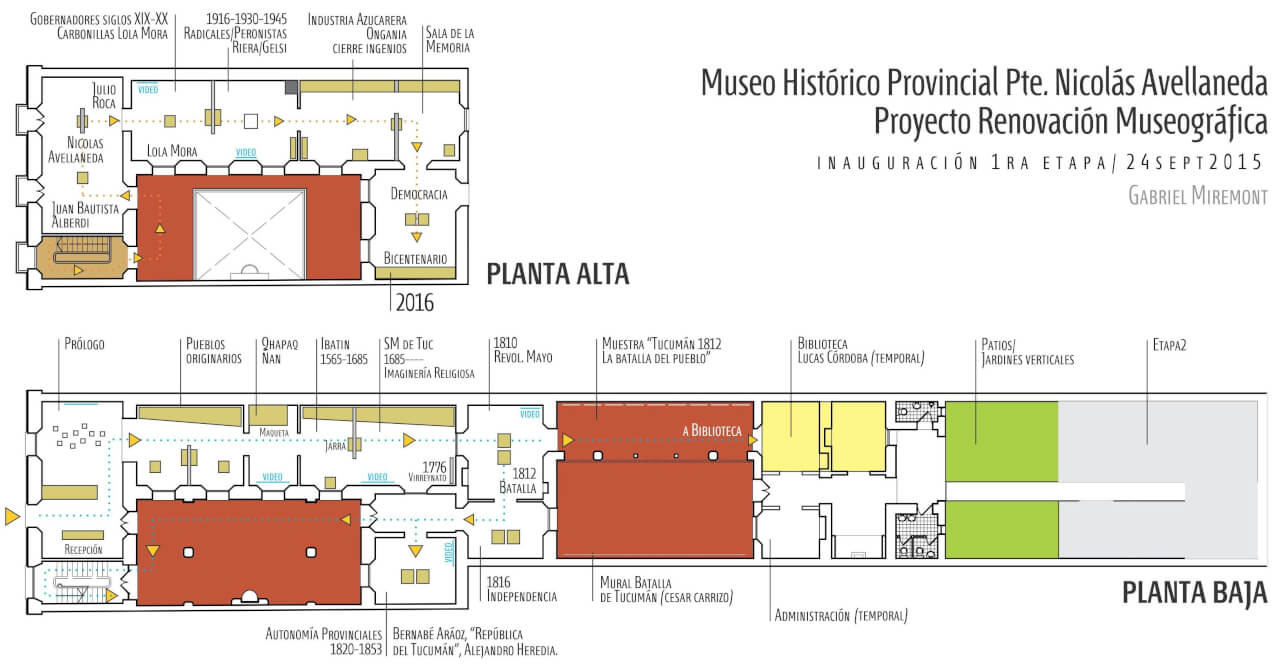 Museo Histórico Provincial Pte. Nicolás Avellaneda
Proyecto Renovación Museográfica
INAUGURACIÓN 1RA ETAPA/ 24SEPT2015
Gabriel Miremont
Gobernadores siglos XIX-XX
Carbonillas Lola Mora
1916-1930-1945
Radicales/Peronistas
Riera/Gelsi
Industria Azucarera
Ongania
cierre ingenios
Sala de la
Memoria
Julio
Roca
VIDEO
Nicolas
Avellaneda
Lola Mora
VIDEO
Juan Bautista
Alberdi
Democracia
Bicentenario
2016
PLANTA ALTA
Prólogo
Pueblos
originarios
Qhapaq
Ñan
Ibatin
1565-1685
SM de Tuc
1685----
Imaginería Religiosa
1810
Revol. Mayo
Muestra "Tucumán 1812
La batalla del pueblo"
Biblioteca
Lucas Córdoba (temporal)
Patios/
Jardines verticales
Etapa2
VIDEO
Maqueta
Jarra
a Biblioteca
VIDEO
VIDEO
1776
Virreynato
1812
Batalla
Recepción
VIDEO
1816
Independencia
Mural Batalla
de Tucumán (cesar carrizo)
Administración (temporal)
PLANTA BAJA
Autonomía Provinciales
1820-1853
Bernabé Aráoz, "República
del Tucumán", Alejandro Heredia.